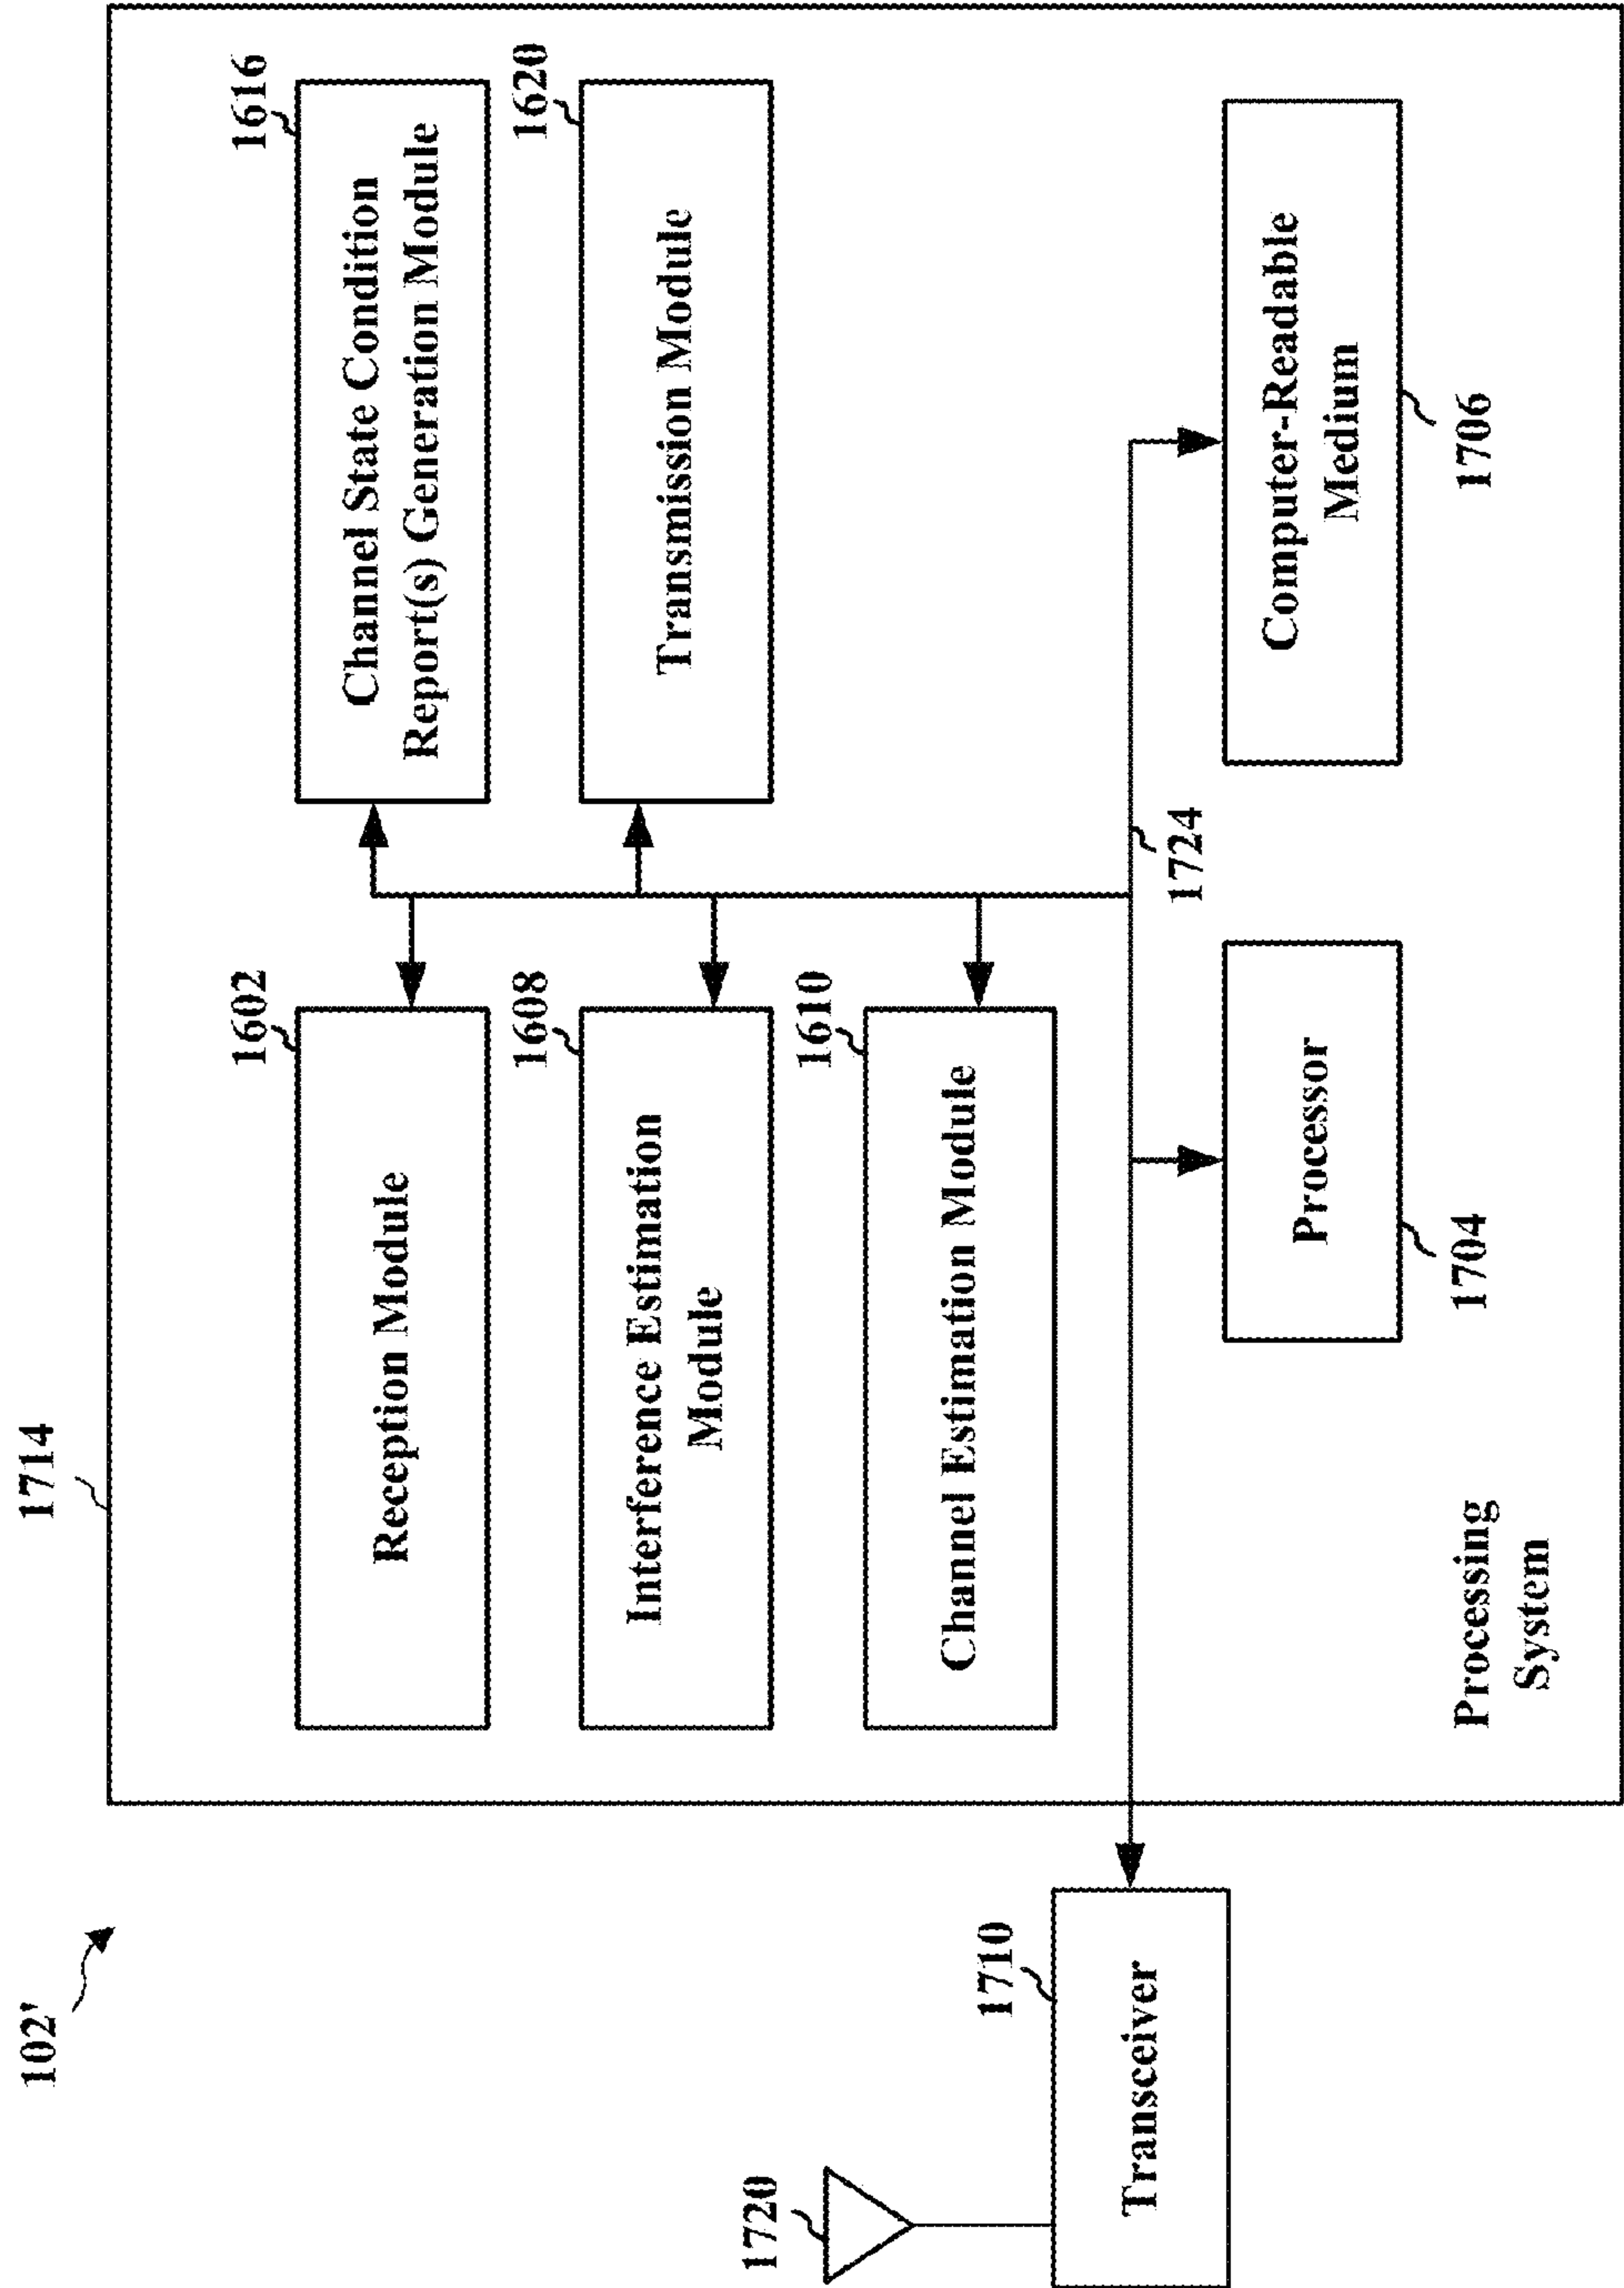 102'
1714
1602
Reception Module
1616
Channel State Condition
Report(s) Generation Module
1608
Interference Estimation
Module
1620
Transmission Module
1610
Channel Estimation Module
1720
1710
Transceiver
1724
Processor
1704
Computer-Readable
Medium
1706
Processing
System